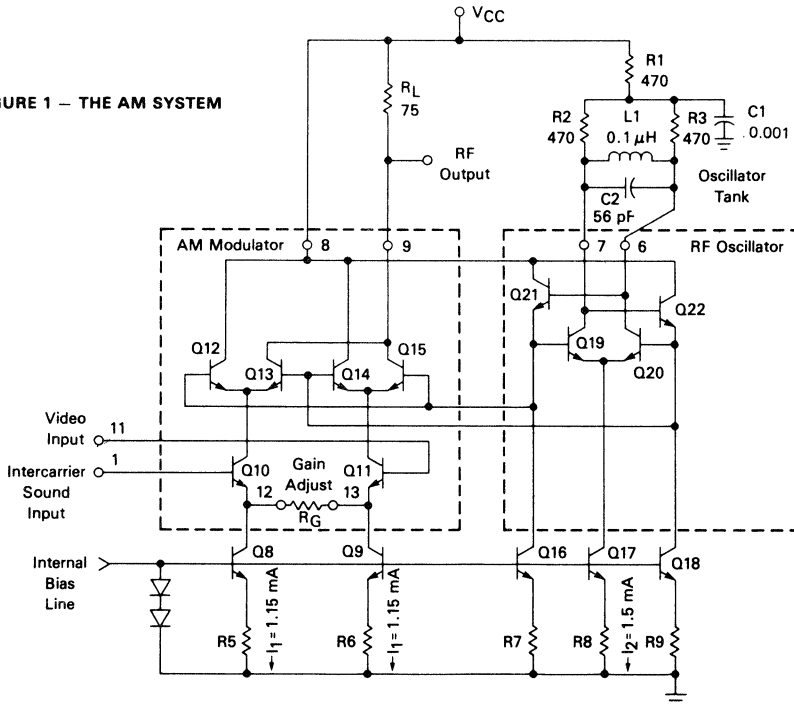 VCC
GURE 1 — THE AM SYSTEM
RL
75
RF
Output
R1
470
R2
470
L1
0.1 μH
R3
470
C1
0.001
C2
56 pF
Oscillator
Tank
AM Modulator
8
9
7
6
RF Oscillator
Q12
Q13
Q14
Q15
Q21
Q22
Q19
Q20
Video
Input
11
Intercarrier
Sound
Input
1
Q10
Gain
Adjust
Q11
12
13
RG
Internal
Bias
Line
Q8
Q9
Q16
Q17
Q18
R5
I1 = 1.15 mA
R6
I1 = 1.15 mA
R7
R8
I2 = 1.5 mA
R9